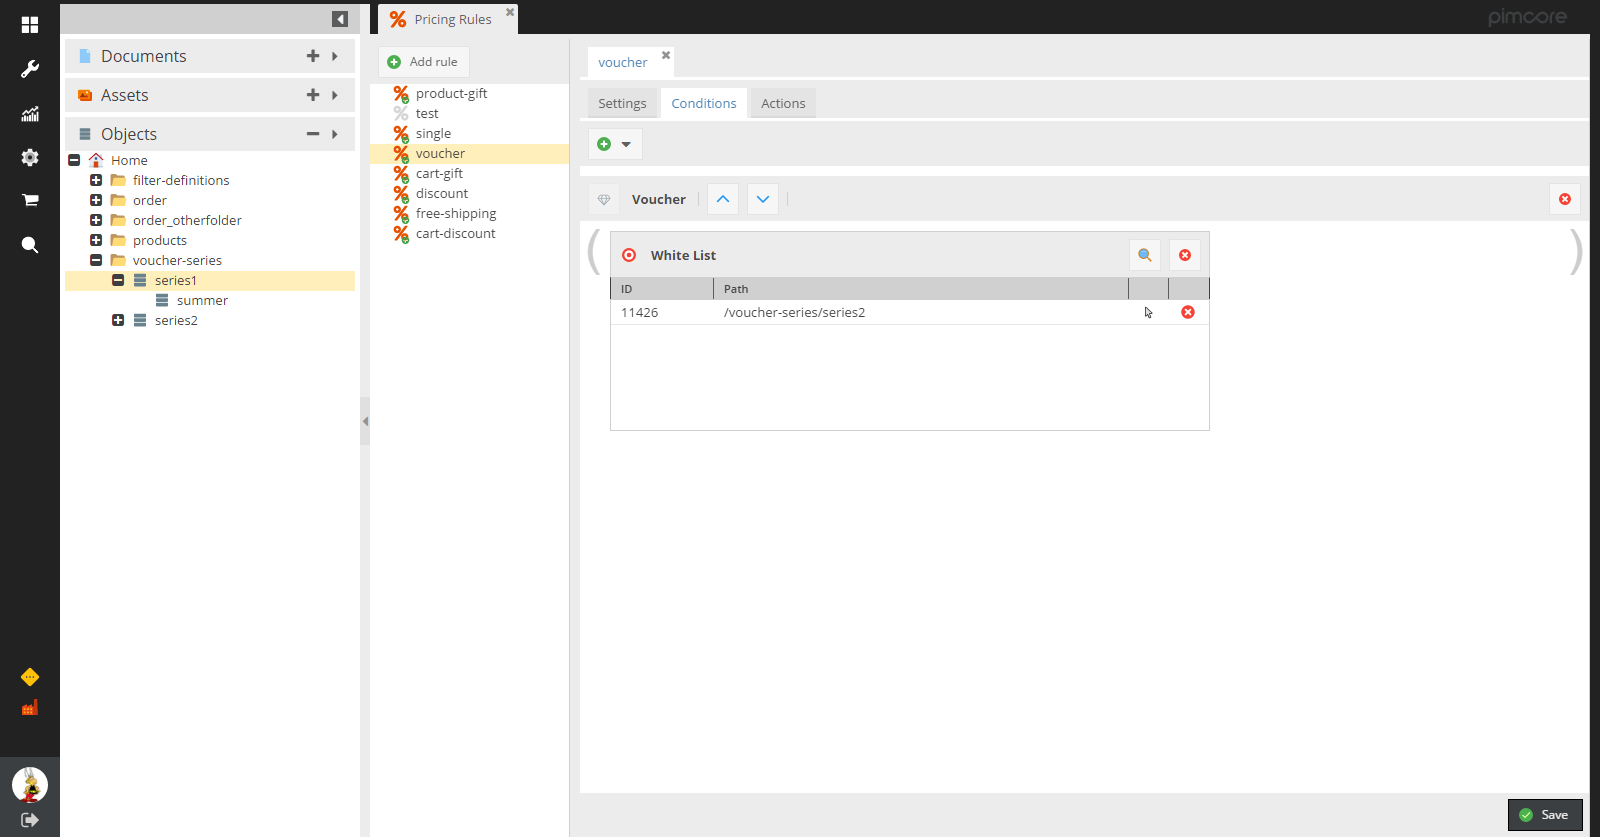 Pricing Rules
pimcore
Documents
Assets
Objects
Home
filter-definitions
order
order_otherfolder
products
voucher-series
series1
summer
series2
Add rule
product-gift
test
single
voucher
cart-gift
discount
free-shipping
cart-discount
voucher
Settings Conditions Actions
Voucher
White List
ID Path
11426 /voucher-series/series2
Save